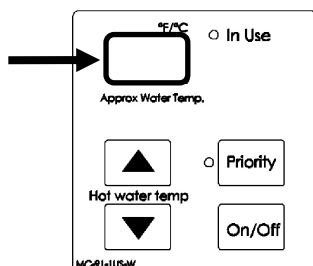 °F/°C
In Use
Approx Water Temp.
Priority
Hot water temp
On/Off